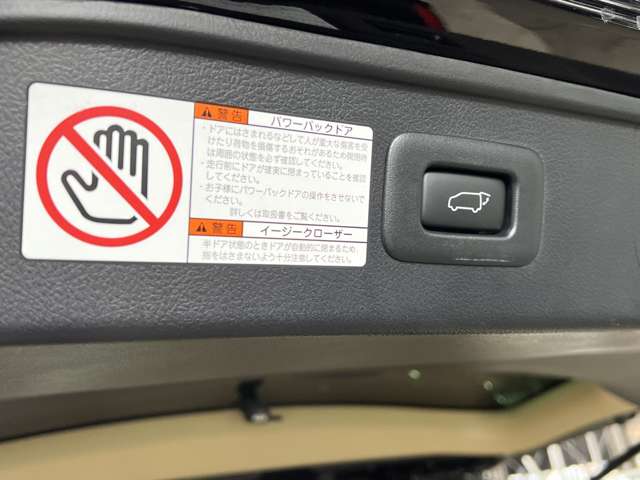 警告
パワーバックドア
・ドアにはさまれるなどして人が重大な傷害を受
けたり荷物を損傷するおそれがあるため開閉時
は周囲の状態を必ず確認してください。
・走行前にドアが確実に閉まっていることを確認
してください。
・お子様にパワーバックドアの操作をさせないで
ください。
詳しくは取扱書をご覧ください。
警告
イージークローザー
半ドア状態のときドアが自動的に閉まるため、
指をはさまないよう十分注意してください。